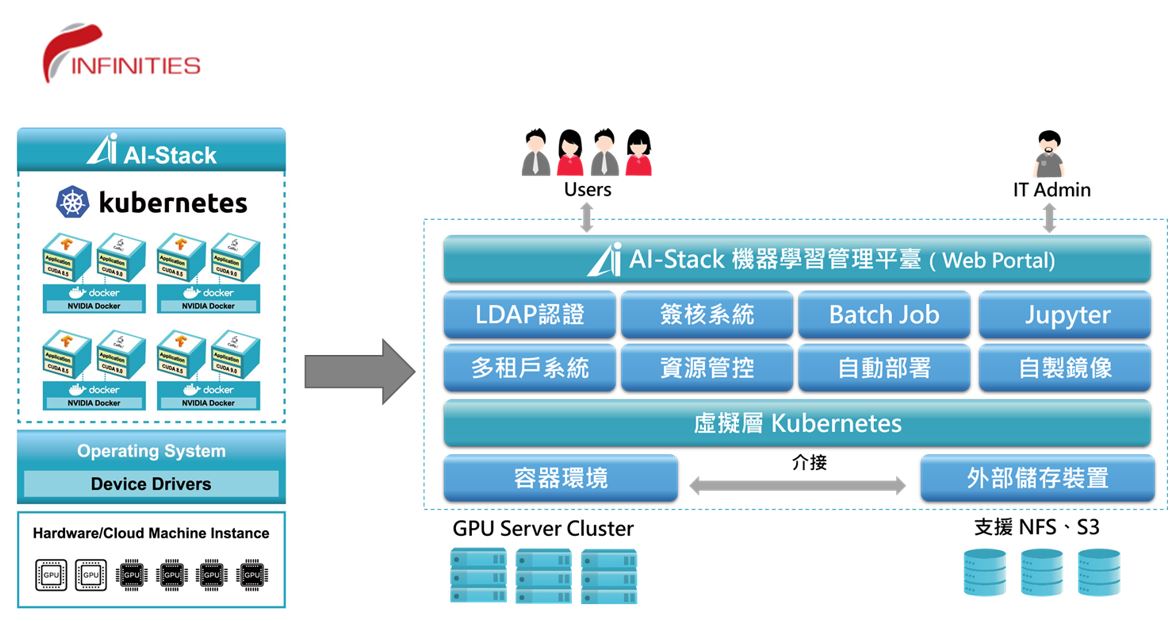 INFINITIES
AI-Stack
kubernetes
Application
CUDA 8.5
Application
CUDA 9.0
Application
CUDA 8.5
Application
CUDA 9.0
docker
NVIDIA Docker
docker
NVIDIA Docker
Application
CUDA 8.5
Application
CUDA 9.0
Application
CUDA 8.5
Application
CUDA 9.0
docker
NVIDIA Docker
docker
NVIDIA Docker
Operating System
Device Drivers
Hardware/Cloud Machine Instance
GPU GPU GPU GPU GPU GPU
Users
IT Admin
AI-Stack 機器學習管理平臺 ( Web Portal)
LDAP認證 簽核系統 Batch Job Jupyter
多租戶系統 資源管控 自動部署 自製鏡像
虛擬層 Kubernetes
容器環境
介接
外部儲存裝置
GPU Server Cluster
支援 NFS、S3